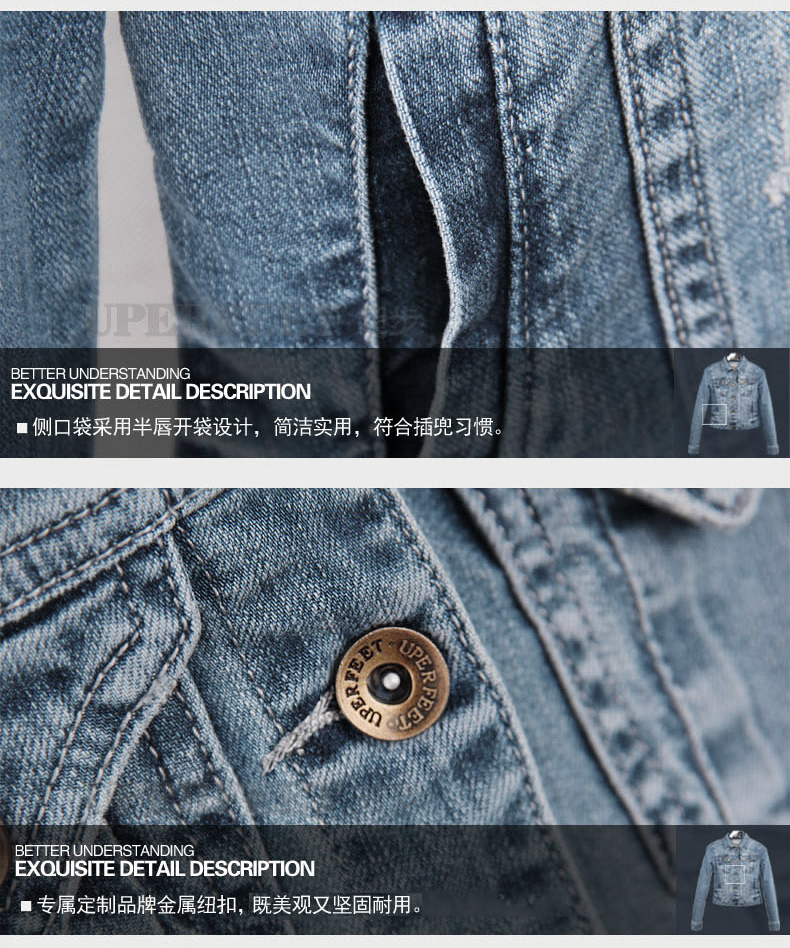 UPERFEET
BETTER UNDERSTANDING
EXQUISITE DETAIL DESCRIPTION
■ 侧口袋采用半唇开袋设计，简洁实用，符合插兜习惯。
UPERFEET · UPERFEET ·
BETTER UNDERSTANDING
EXQUISITE DETAIL DESCRIPTION
■ 专属定制品牌金属纽扣，既美观又坚固耐用。